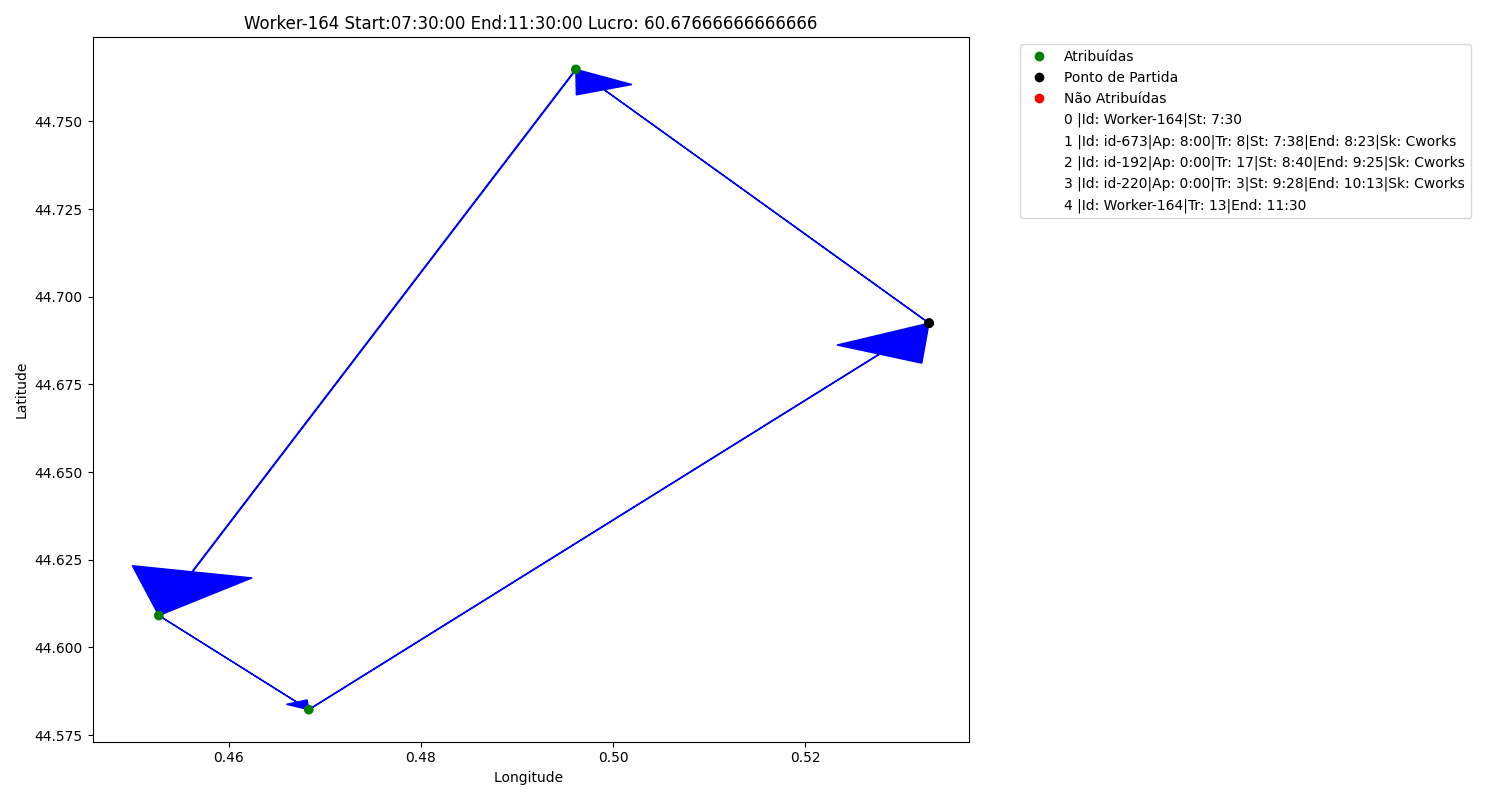 Worker-164 Start:07:30:00 End:11:30:00 Lucro: 60.67666666666666
Latitude
44.750
44.725
44.700
44.675
44.650
44.625
44.600
44.575
0.46
0.48
0.50
0.52
Longitude
Atribuídas
Ponto de Partida
Não Atribuídas
0 |Id: Worker-164|St: 7:30
1 |Id: id-673|Ap: 8:00|Tr: 8|St: 7:38|End: 8:23|Sk: Cworks
2 |Id: id-192|Ap: 0:00|Tr: 17|St: 8:40|End: 9:25|Sk: Cworks
3 |Id: id-220|Ap: 0:00|Tr: 3|St: 9:28|End: 10:13|Sk: Cworks
4 |Id: Worker-164|Tr: 13|End: 11:30